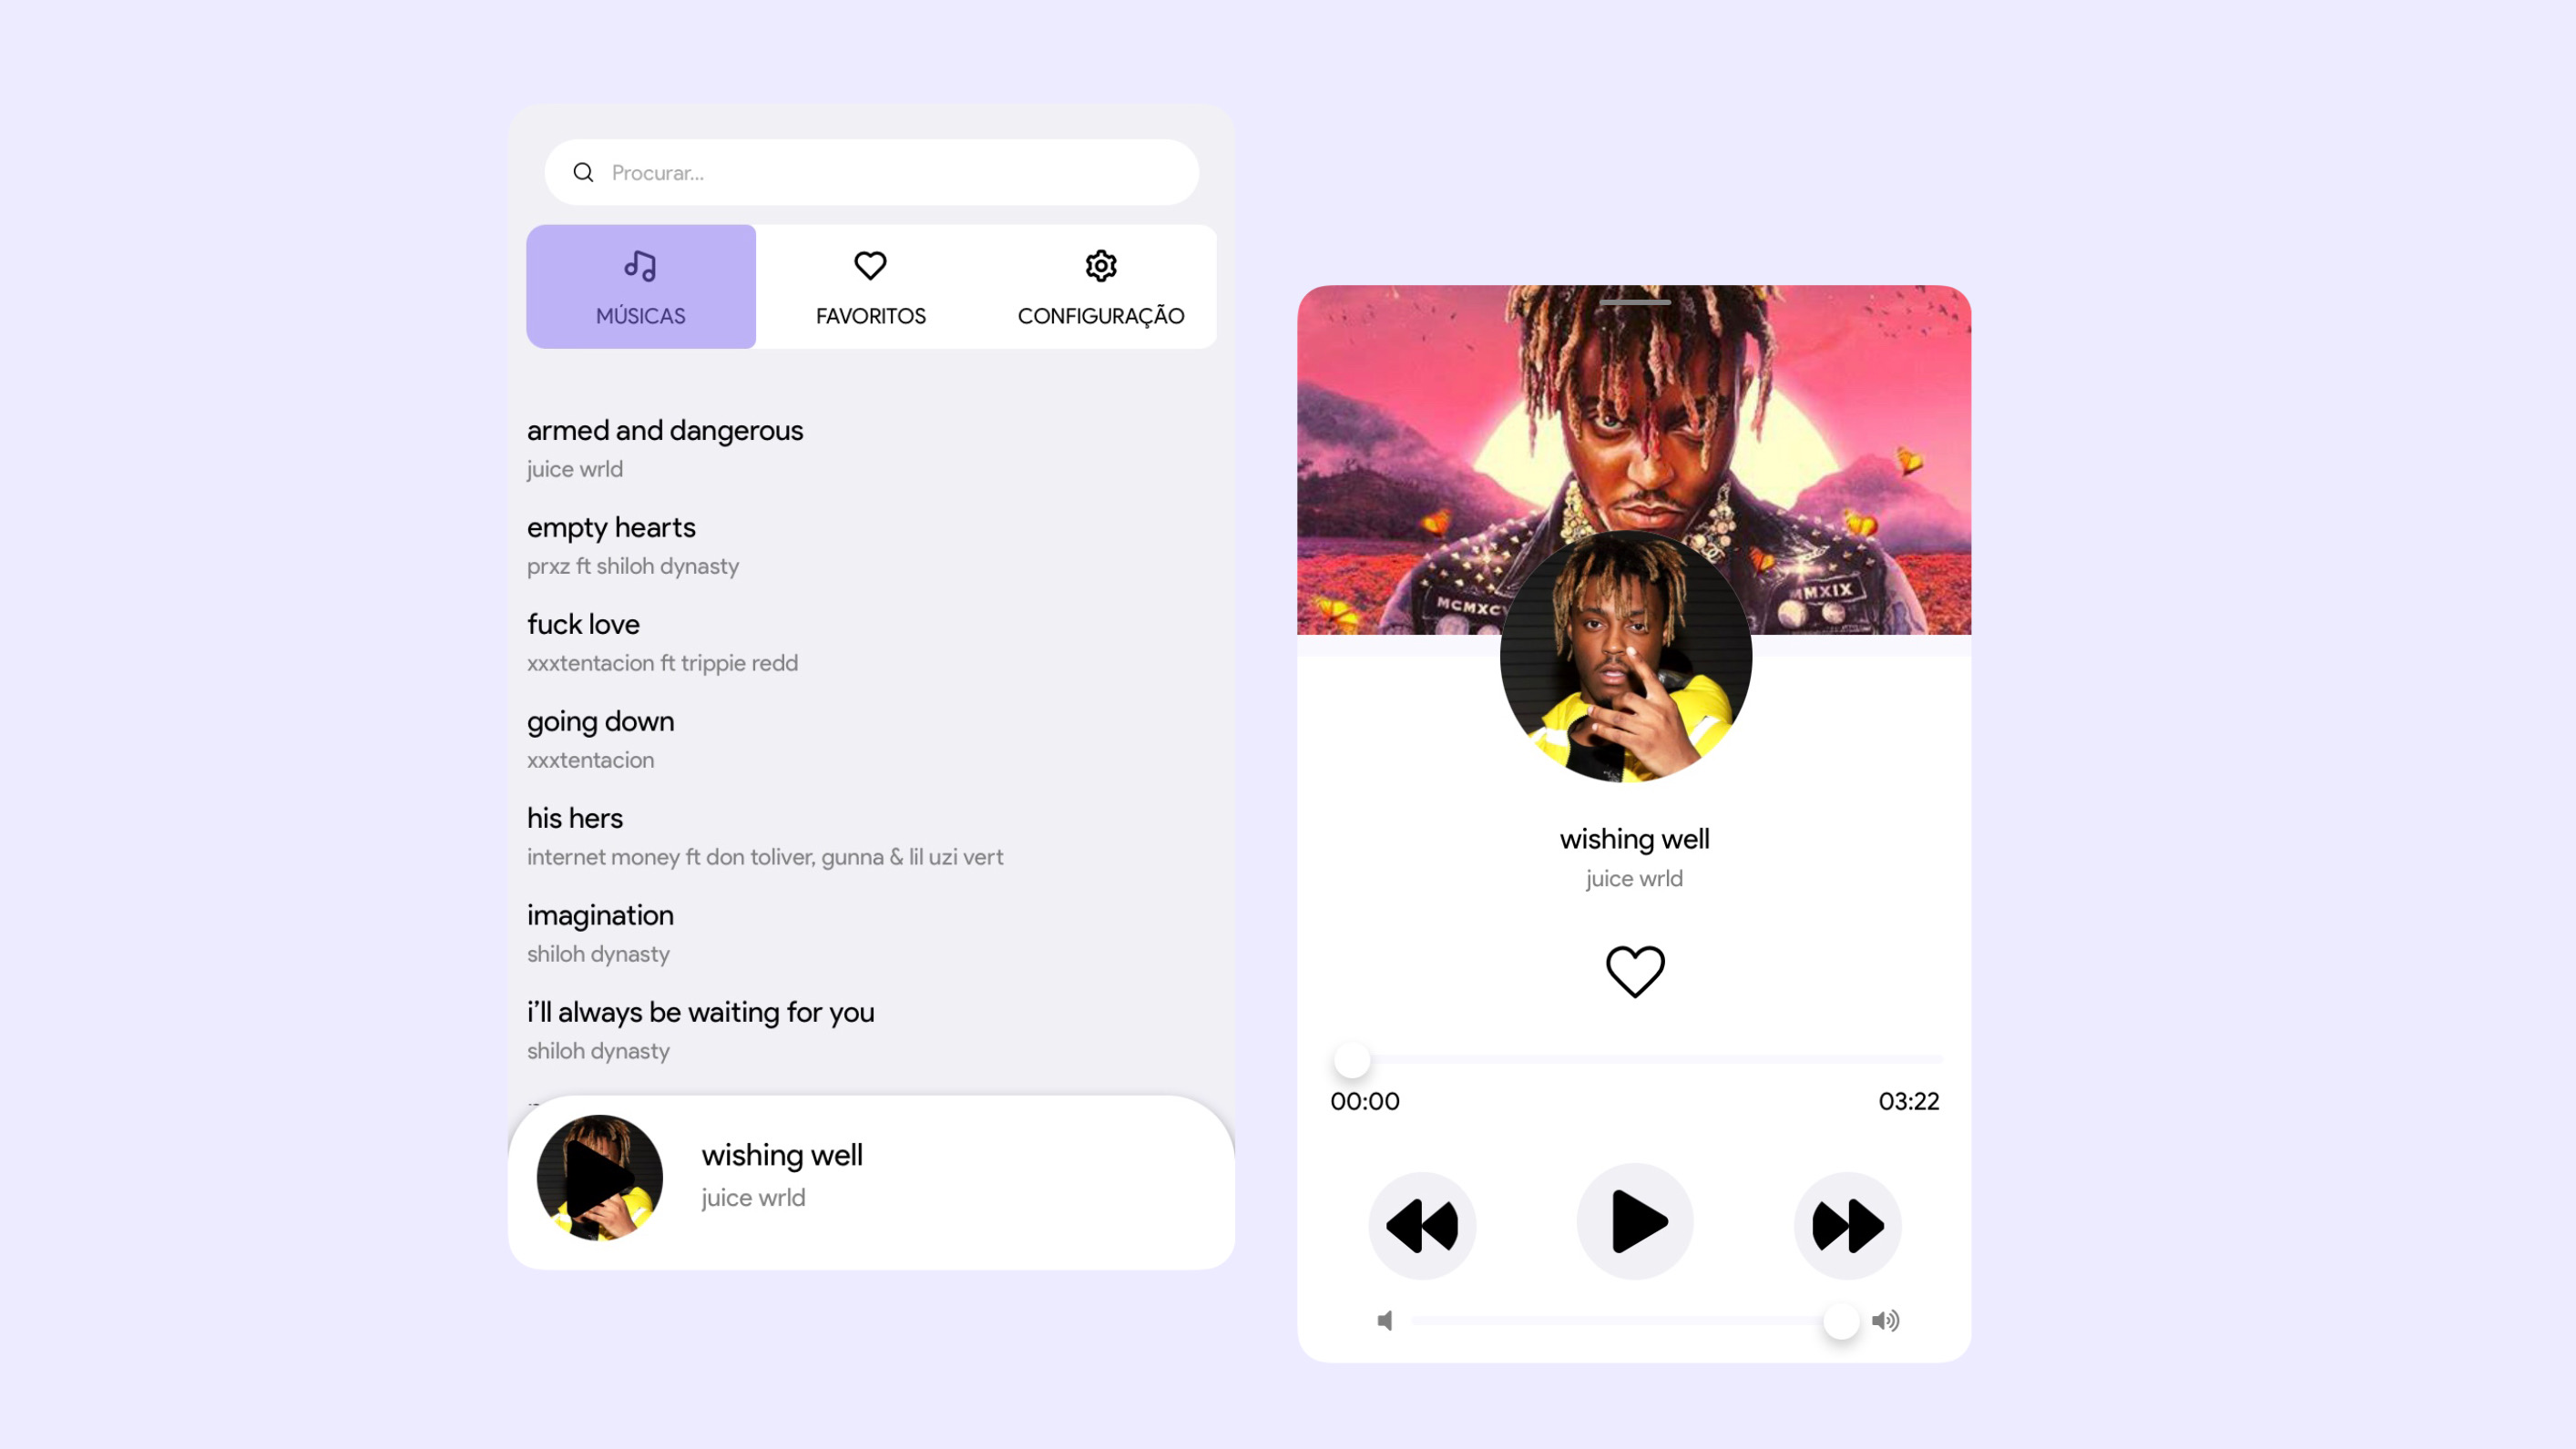 Procurar...
MÚSICAS
FAVORITOS
CONFIGURAÇÃO
armed and dangerous
juice wrld
empty hearts
prxz ft shiloh dynasty
fuck love
xxxtentacion ft trippie redd
going down
xxxtentacion
his hers
internet money ft don toliver, gunna & lil uzi vert
imagination
shiloh dynasty
i'll always be waiting for you
shiloh dynasty
wishing well
juice wrld
MCMXCV
MMXIX
wishing well
juice wrld
00:00
03:22